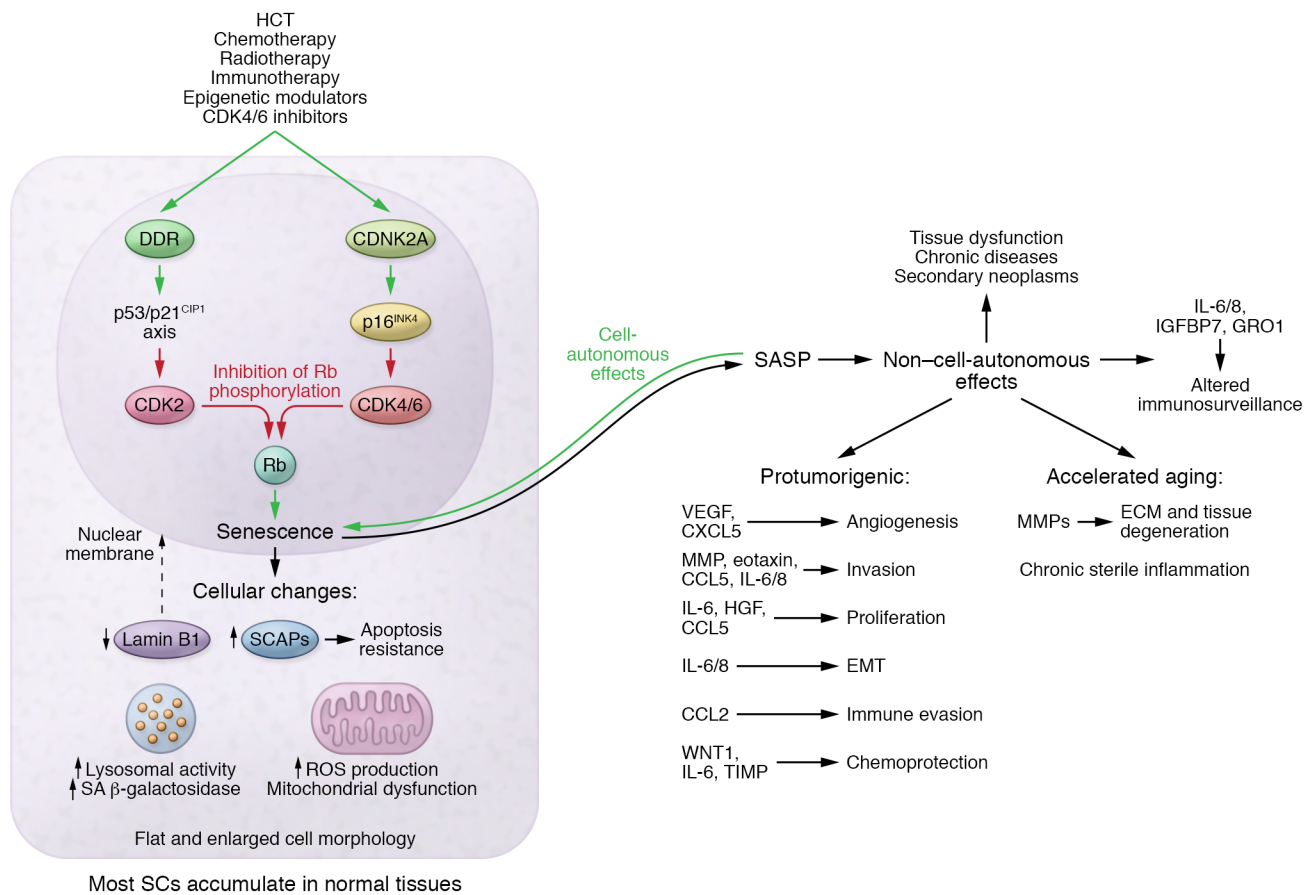 HCT
Chemotherapy
Radiotherapy
Immunotherapy
Epigenetic modulators
CDK4/6 inhibitors
DDR
CDNK2A
p53/p21CIP1
axis
p16INK4
Inhibition of Rb
phosphorylation
CDK2
CDK4/6
Rb
Senescence
Nuclear
membrane
Cellular changes:
Lamin B1
SCAPs
Apoptosis
resistance
Lysosomal activity
SA β-galactosidase
ROS production
Mitochondrial dysfunction
Flat and enlarged cell morphology
Most SCs accumulate in normal tissues
Cell-
autonomous
effects
SASP
Non–cell-autonomous
effects
Tissue dysfunction
Chronic diseases
Secondary neoplasms
IL-6/8,
IGFBP7, GRO1
Altered
immunosurveillance
Protumorigenic:
VEGF,
CXCL5
Angiogenesis
MMP, eotaxin,
CCL5, IL-6/8
Invasion
IL-6, HGF,
CCL5
Proliferation
IL-6/8
EMT
CCL2
Immune evasion
WNT1,
IL-6, TIMP
Chemoprotection
Accelerated aging:
MMPs
ECM and tissue
degeneration
Chronic sterile inflammation